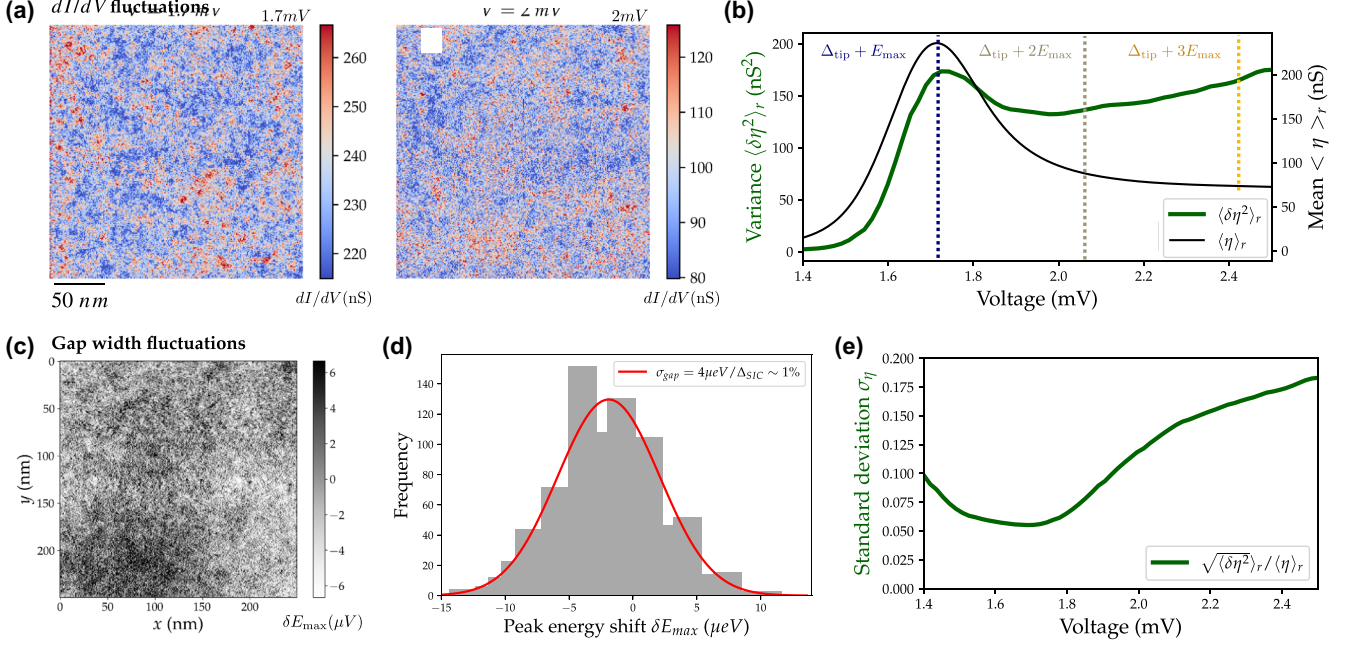 (a)
dI/dV fluctuations
1.7mV
V = 2 mV
2mV
260
250
240
230
220
dI/dV(nS)
120
110
100
90
80
dI/dV(nS)
50 nm
(b)
Δtip + Emax
Δtip + 2Emax
Δtip + 3Emax
Variance ⟨δη²⟩r (nS²)
200
150
100
50
0
200
150
100
50
0
Mean < η >r (nS)
⟨δη²⟩r
⟨η⟩r
1.4 1.6 1.8 2.0 2.2 2.4
Voltage (mV)
(c)
Gap width fluctuations
y (nm)
0
50
100
150
200
0 50 100 150 200
x (nm)
6
4
2
0
−2
−4
−6
δEmax(μV)
(d)
σgap = 4μeV/ΔSIC ∼ 1%
Frequency
140
120
100
80
60
40
20
0
−15 −10 −5 0 5 10
Peak energy shift δEmax (μeV)
(e)
Standard deviation ση
0.200
0.175
0.150
0.125
0.100
0.075
0.050
0.025
0.000
√⟨δη²⟩r/⟨η⟩r
1.4 1.6 1.8 2.0 2.2 2.4
Voltage (mV)